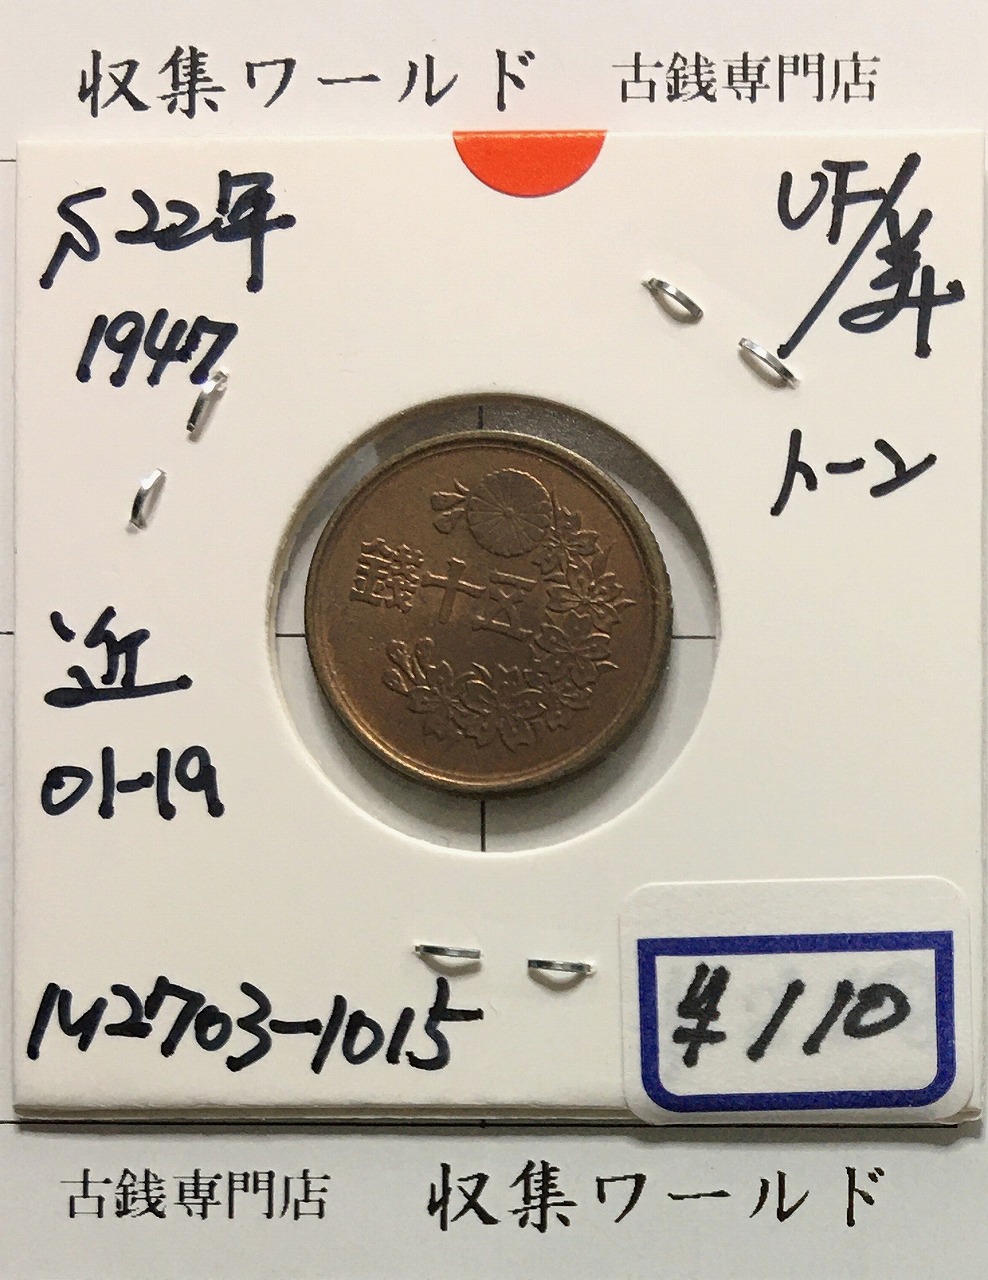 収集ワールド 古銭専門店
S22年
1947
UF/美
トーン
銭十五
近
01-19
142703-1015
¥110
古銭専門店 収集ワールド